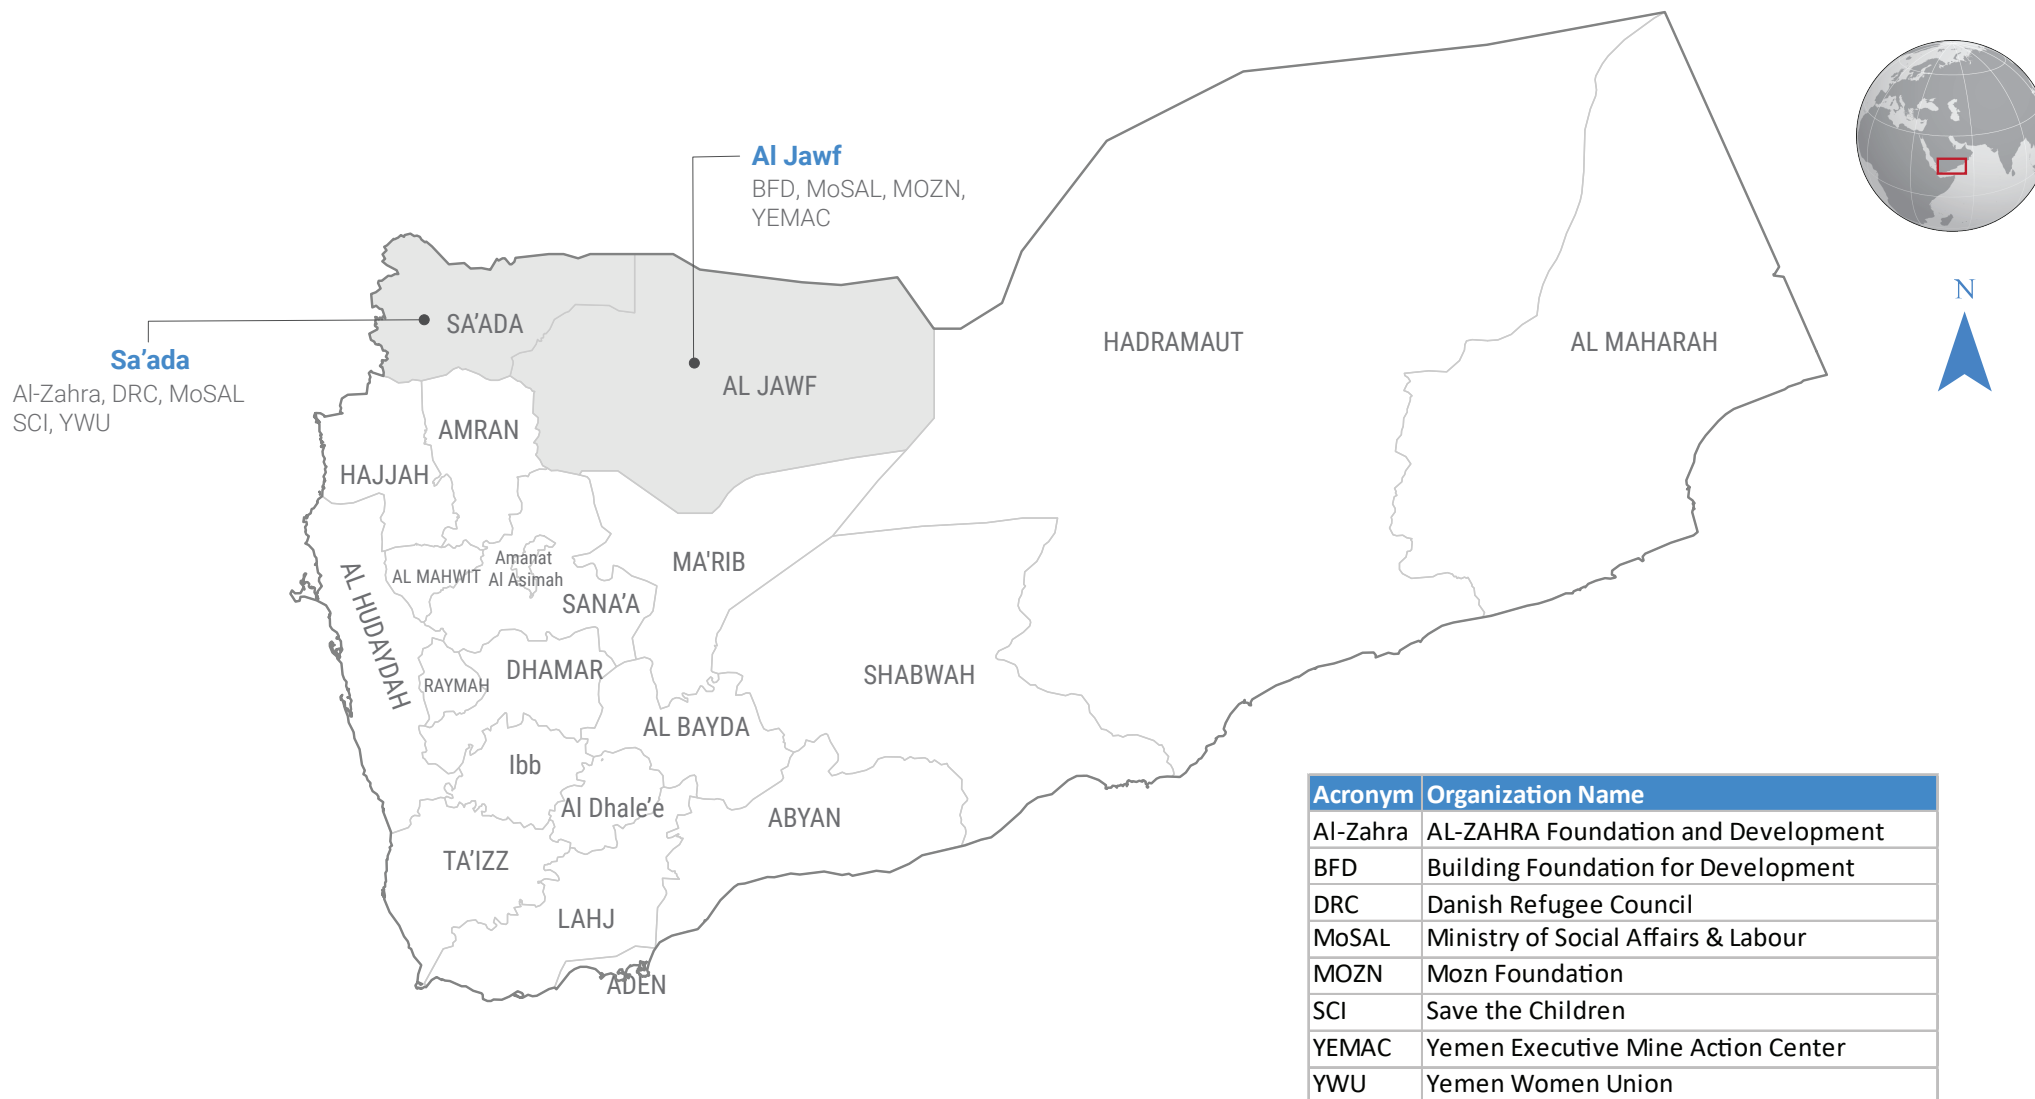 Al Jawf
BFD, MoSAL, MOZN,
YEMAC
N
Sa’ada
Al-Zahra, DRC, MoSAL
SCI, YWU
SA’ADA
AL JAWF
HADRAMAUT
AL MAHARAH
AMRAN
HAJJAH
MA'RIB
Amanat
Al Asimah
AL MAHWIT
SANA’A
AL HUDAYDAH
DHAMAR
RAYMAH
SHABWAH
AL BAYDA
Ibb
Al Dhale’e
ABYAN
TA’IZZ
LAHJ
ADEN
Acronym Organization Name
Al-Zahra AL-ZAHRA Foundation and Development
BFD Building Foundation for Development
DRC Danish Refugee Council
MoSAL Ministry of Social Affairs & Labour
MOZN Mozn Foundation
SCI Save the Children
YEMAC Yemen Executive Mine Action Center
YWU Yemen Women Union